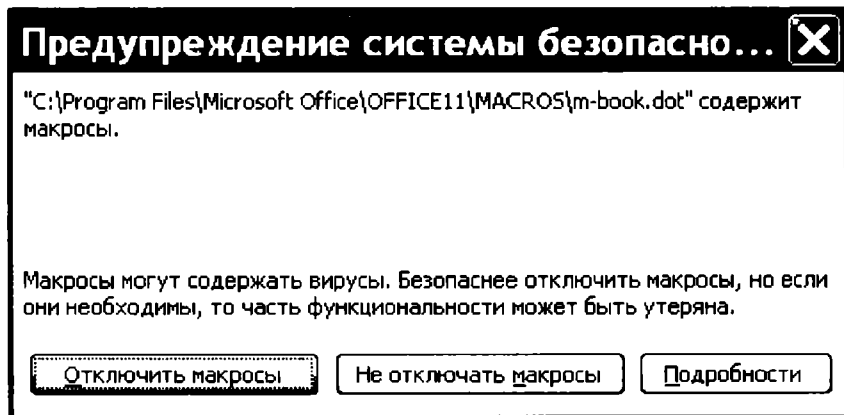 Предупреждение системы безопасно...
"C:\Program Files\Microsoft Office\OFFICE11\MACROS\m-book.dot" содержит
макросы.
Макросы могут содержать вирусы. Безопаснее отключить макросы, но если
они необходимы, то часть функциональности может быть утеряна.
Отключить макросы Не отключать макросы Подробности